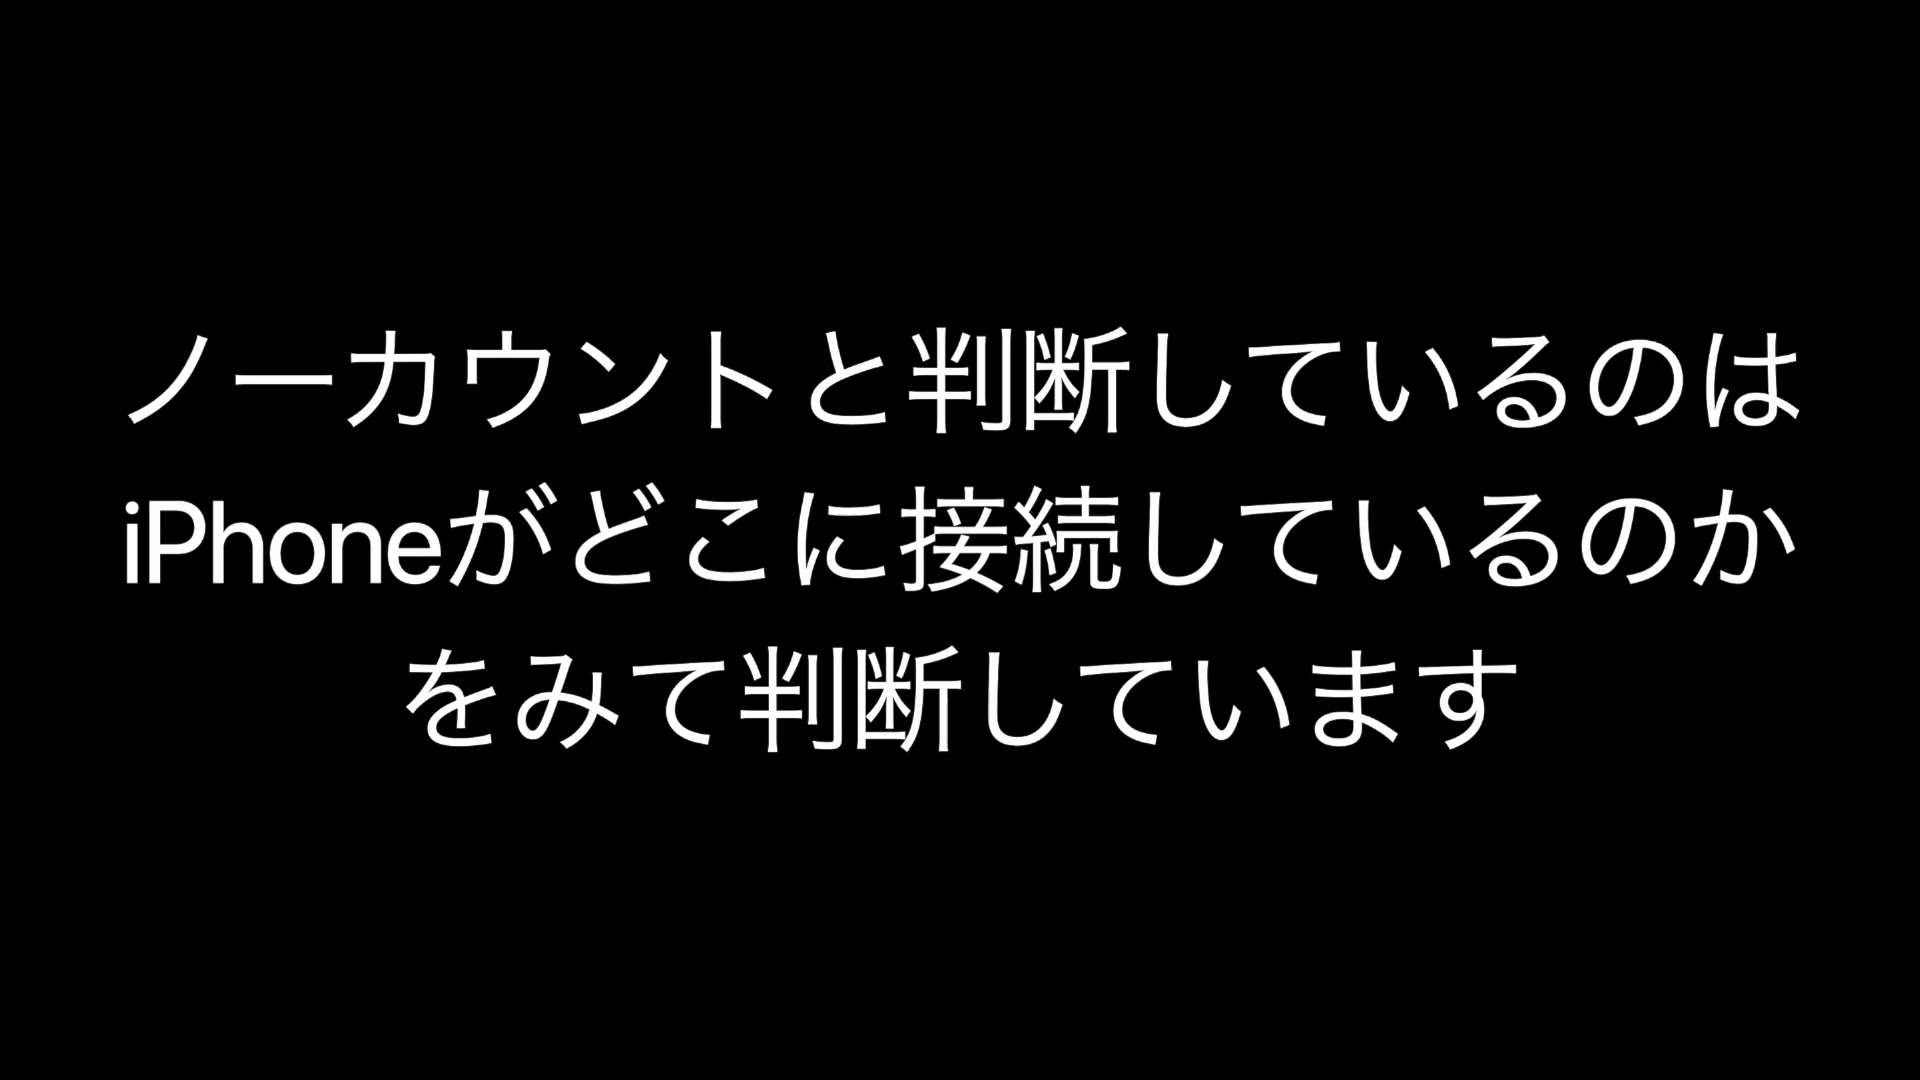 ノーカウントと判断しているのは
iPhoneがどこに接続しているのか
をみて判断しています